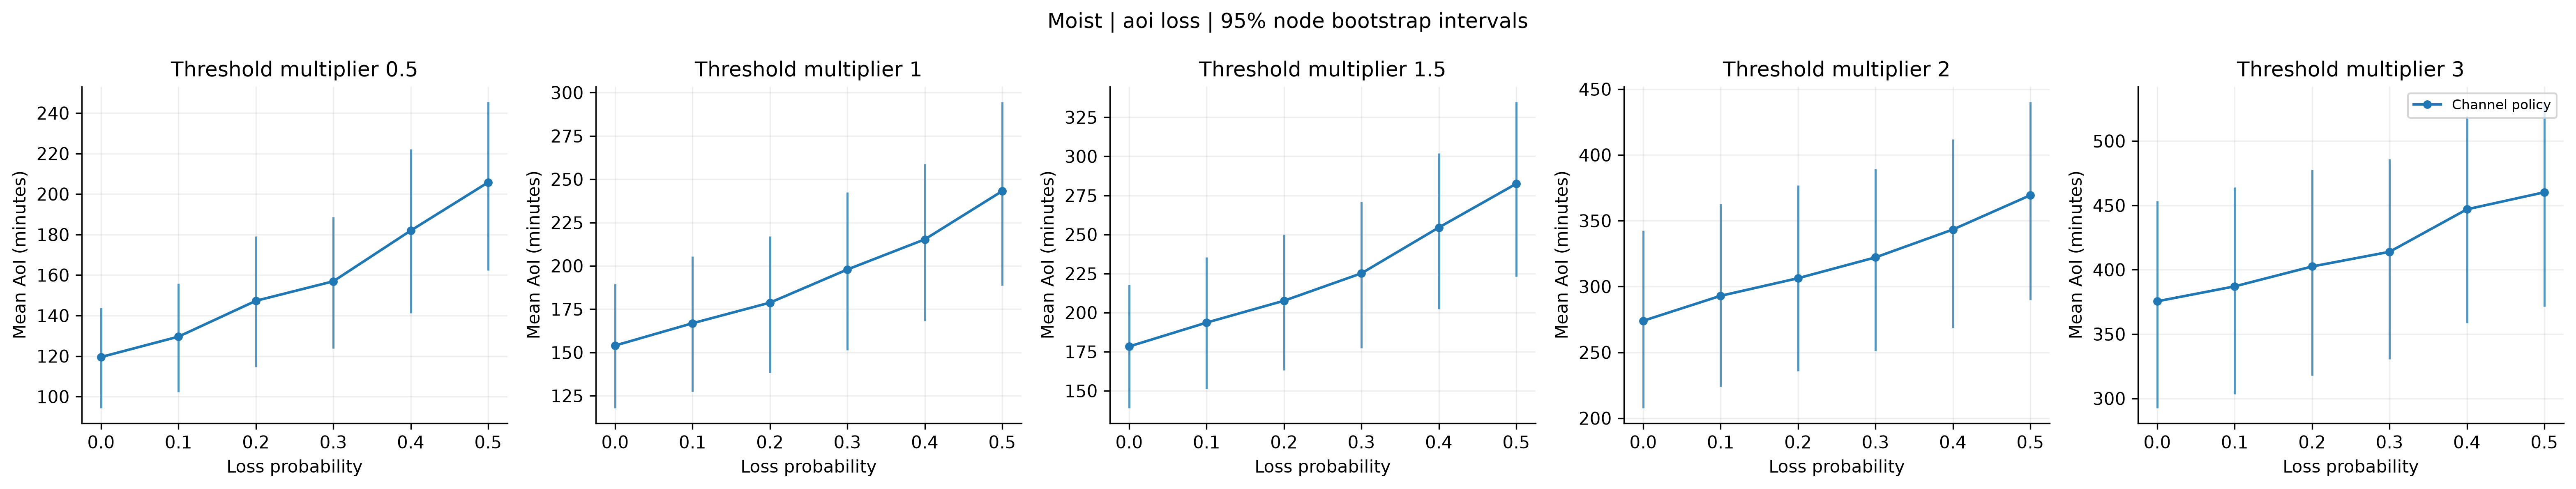 Moist | aoi loss | 95% node bootstrap intervals
Threshold multiplier 0.5
Mean AoI (minutes)
240
220
200
180
160
140
120
100
0.0 0.1 0.2 0.3 0.4 0.5
Loss probability
Threshold multiplier 1
Mean AoI (minutes)
300
275
250
225
200
175
150
125
0.0 0.1 0.2 0.3 0.4 0.5
Loss probability
Threshold multiplier 1.5
Mean AoI (minutes)
325
300
275
250
225
200
175
150
0.0 0.1 0.2 0.3 0.4 0.5
Loss probability
Threshold multiplier 2
Mean AoI (minutes)
450
400
350
300
250
200
0.0 0.1 0.2 0.3 0.4 0.5
Loss probability
Threshold multiplier 3
Channel policy
Mean AoI (minutes)
500
450
400
350
300
0.0 0.1 0.2 0.3 0.4 0.5
Loss probability